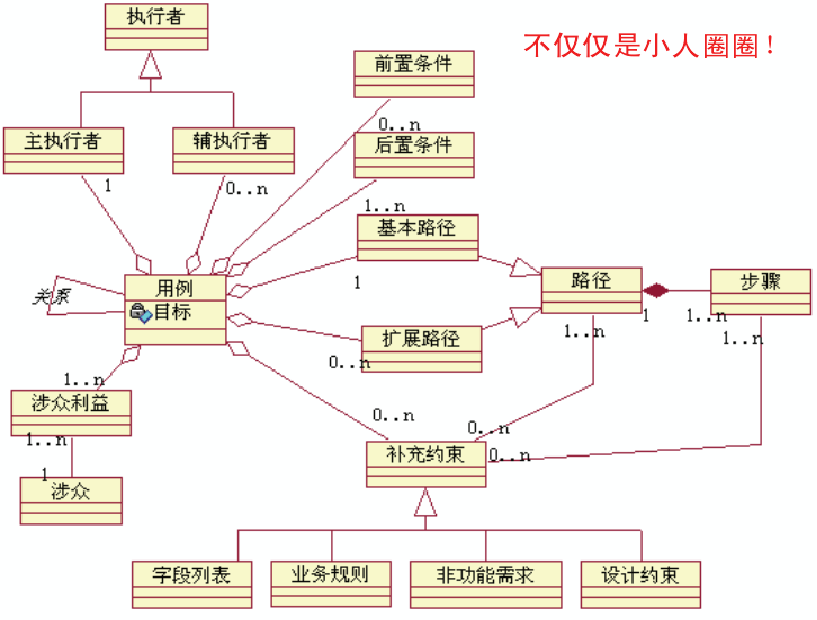 执行者
不仅仅是小人圈圈！
前置条件
0..n
主执行者
辅执行者
后置条件
1
0..n
1..n
基本路径
用例
目标
关系
1
路径
步骤
1
1..n
1..n
1..n
扩展路径
0..n
1..n
涉众利益
0..n
0..n
1..n
补充约束
0..n
1
涉众
字段列表
业务规则
非功能需求
设计约束